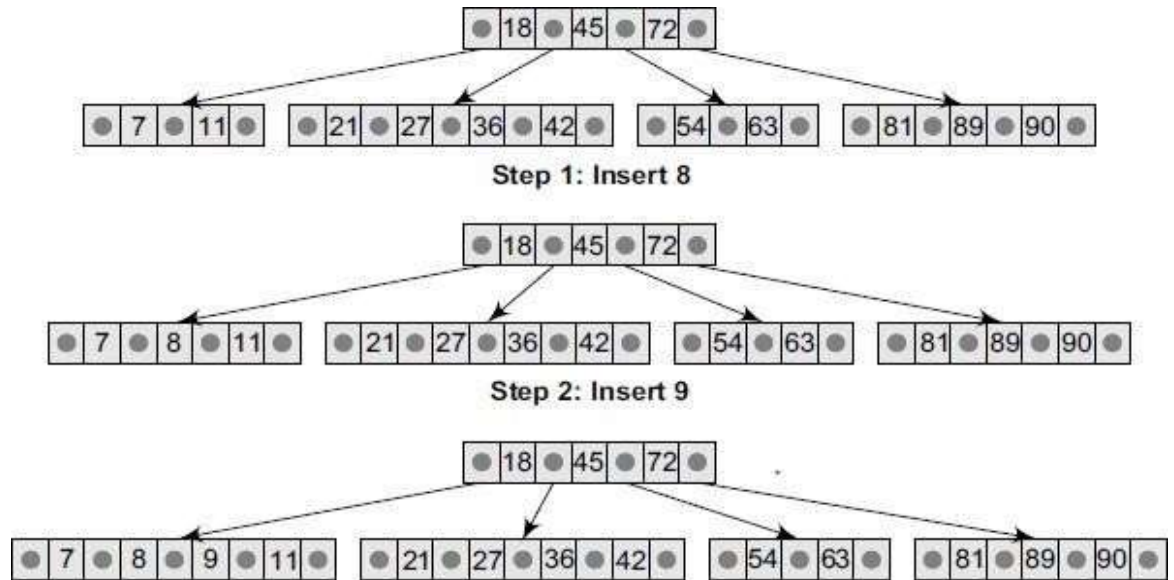 18 45 72
7 11 21 27 36 42 54 63 81 89 90
Step 1: Insert 8
18 45 72
7 8 11 21 27 36 42 54 63 81 89 90
Step 2: Insert 9
18 45 72
7 8 9 11 21 27 36 42 54 63 81 89 90